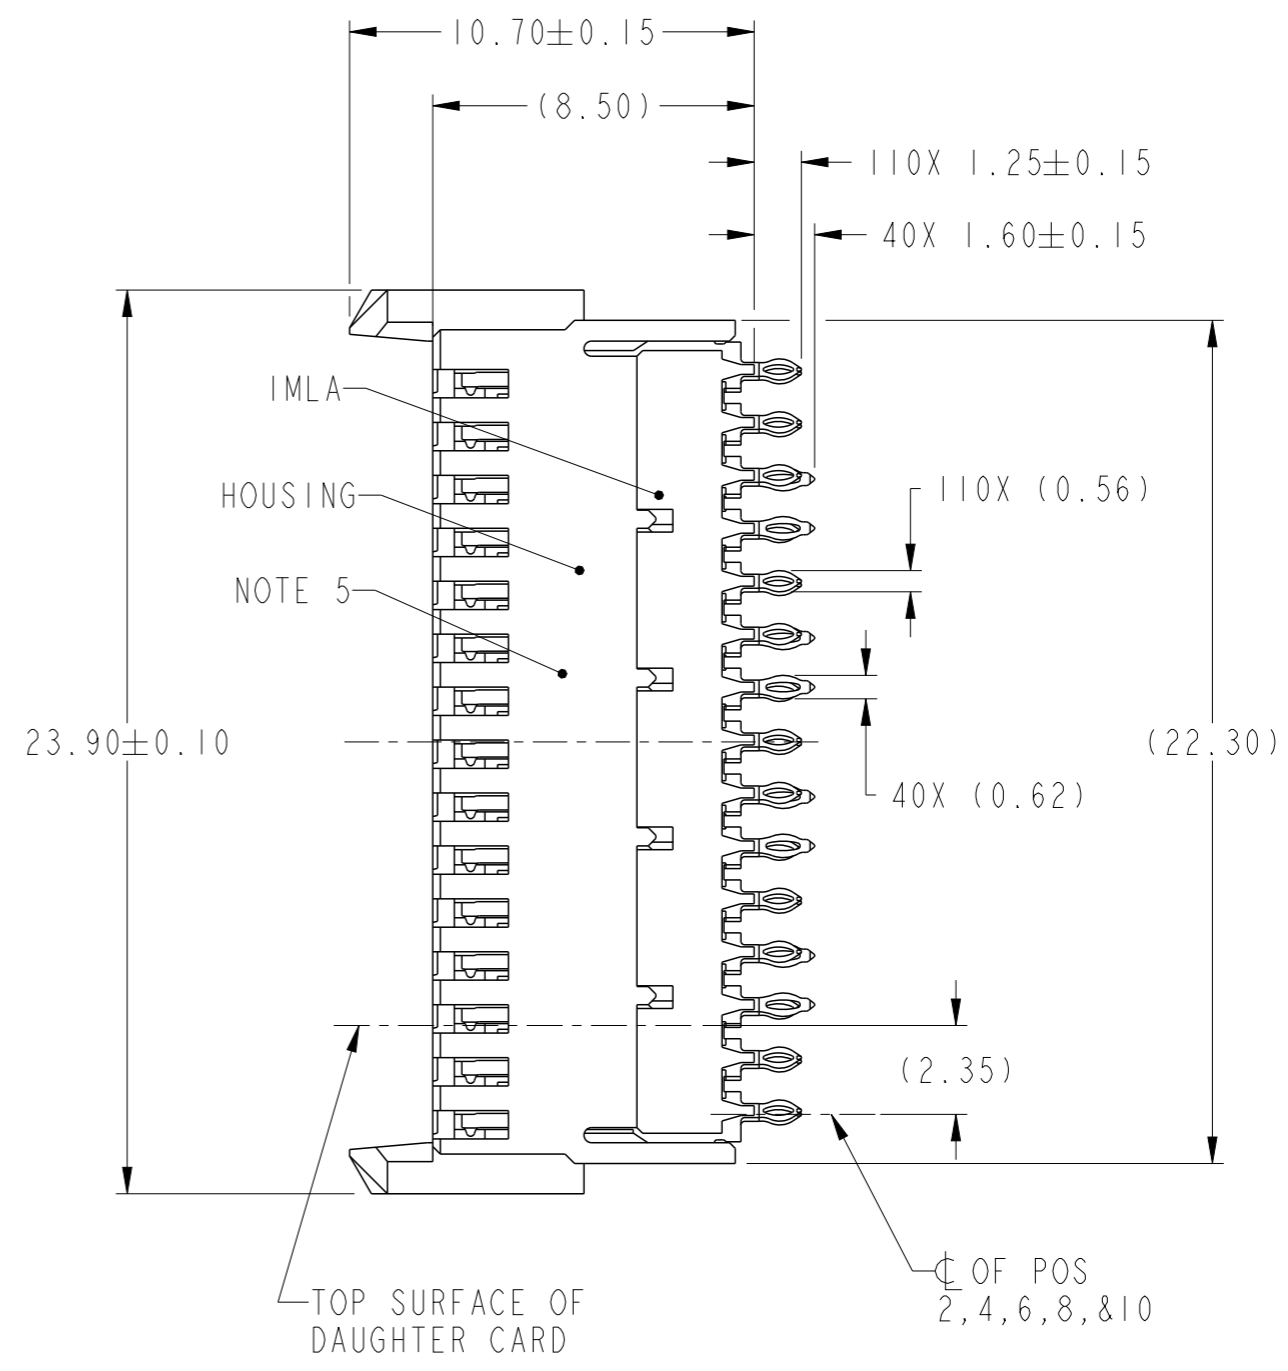 10.70±0.15
(8.50)
110X 1.25±0.15
40X 1.60±0.15
IMLA
HOUSING
110X (0.56)
NOTE 5
23.90±0.10
(22.30)
40X (0.62)
(2.35)
℄ OF POS
2,4,6,8,&10
TOP SURFACE OF
DAUGHTER CARD